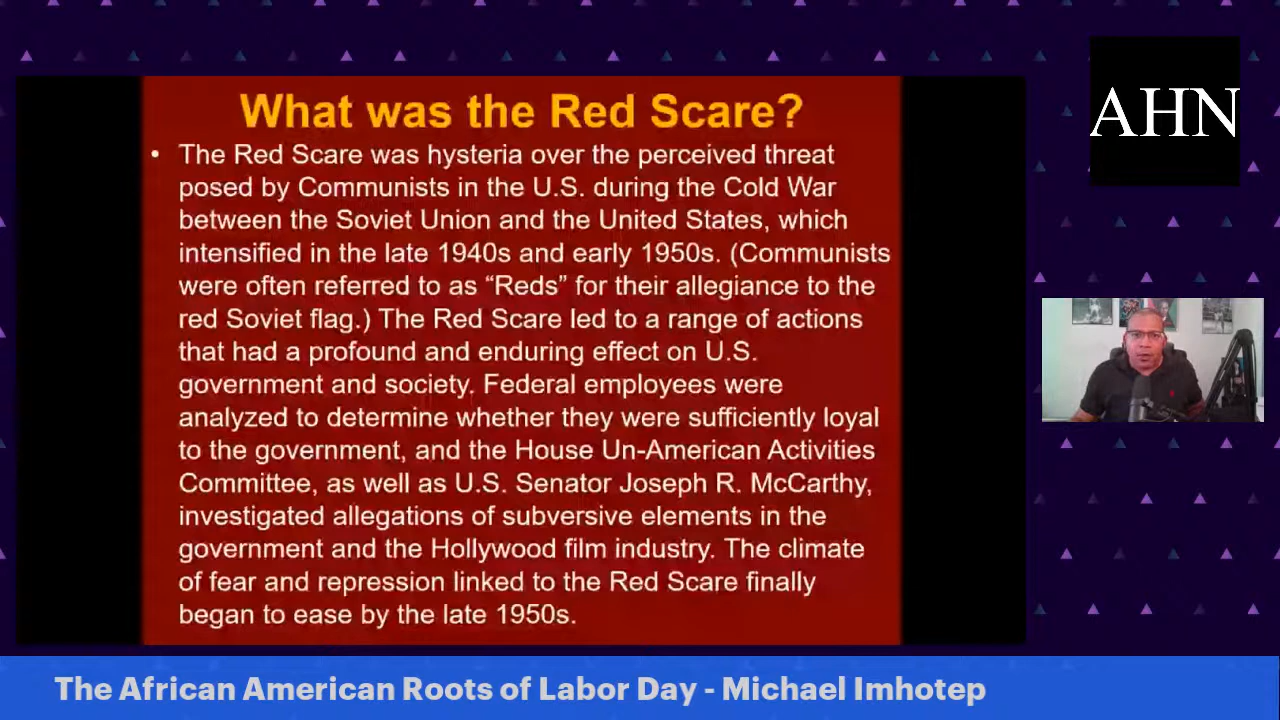 What was the Red Scare?
• The Red Scare was hysteria over the perceived threat
posed by Communists in the U.S. during the Cold War
between the Soviet Union and the United States, which
intensified in the late 1940s and early 1950s. (Communists
were often referred to as “Reds” for their allegiance to the
red Soviet flag.) The Red Scare led to a range of actions
that had a profound and enduring effect on U.S.
government and society. Federal employees were
analyzed to determine whether they were sufficiently loyal
to the government, and the House Un-American Activities
Committee, as well as U.S. Senator Joseph R. McCarthy,
investigated allegations of subversive elements in the
government and the Hollywood film industry. The climate
of fear and repression linked to the Red Scare finally
began to ease by the late 1950s.
AHN
The African American Roots of Labor Day - Michael Imhotep